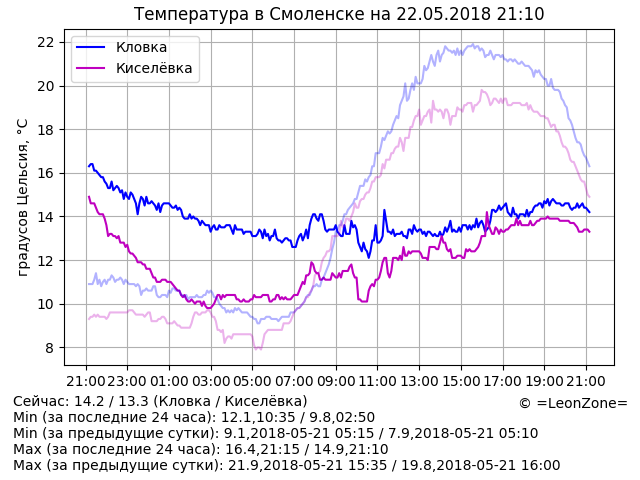 Температура в Смоленске на 22.05.2018 21:10
Кловка
Киселёвка
градусов Цельсия, °C
22
20
18
16
14
12
10
8
21:00 23:00 01:00 03:00 05:00 07:00 09:00 11:00 13:00 15:00 17:00 19:00 21:00
Сейчас: 14.2 / 13.3 (Кловка / Киселёвка)
© =LeonZone=
Min (за последние 24 часа): 12.1,10:35 / 9.8,02:50
Min (за предыдущие сутки): 9.1,2018-05-21 05:15 / 7.9,2018-05-21 05:10
Max (за последние 24 часа): 16.4,21:15 / 14.9,21:10
Max (за предыдущие сутки): 21.9,2018-05-21 15:35 / 19.8,2018-05-21 16:00